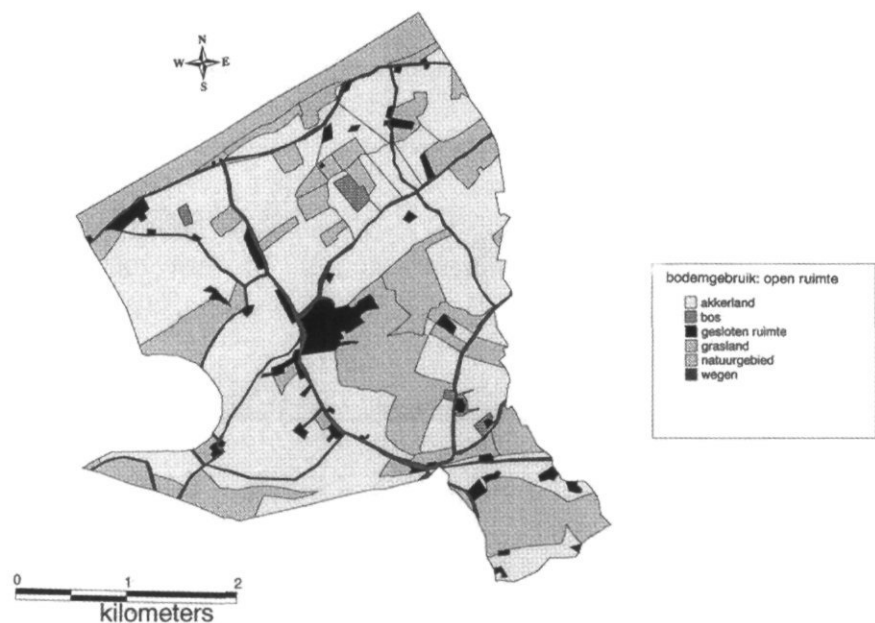 N
W E
S
bodemgebruik: open ruimte
akkerland
bos
gesloten ruimte
grasland
natuurgebied
wegen
0 1 2
kilometers